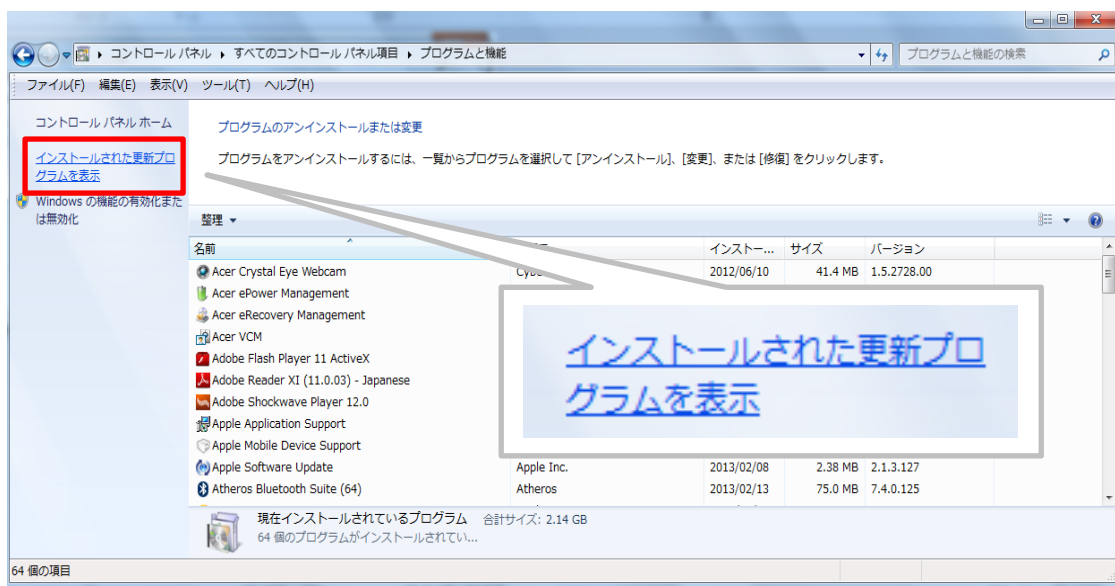 コントロール パネル ▸ すべてのコントロール パネル項目 ▸ プログラムと機能
プログラムと機能の検索
ファイル(F) 編集(E) 表示(V) ツール(T) ヘルプ(H)
コントロール パネル ホーム
インストールされた更新プロ
グラムを表示
Windows の機能の有効化また
は無効化
プログラムのアンインストールまたは変更
プログラムをアンインストールするには、一覧からプログラムを選択して [アンインストール]、[変更]、または [修復] をクリックします。
整理
名前 インストー... サイズ バージョン
Acer Crystal Eye Webcam 2012/06/10 41.4 MB 1.5.2728.00
Acer ePower Management
Acer eRecovery Management
Acer VCM
Adobe Flash Player 11 ActiveX
Adobe Reader XI (11.0.03) - Japanese
Adobe Shockwave Player 12.0
Apple Application Support
Apple Mobile Device Support
Apple Software Update Apple Inc. 2013/02/08 2.38 MB 2.1.3.127
Atheros Bluetooth Suite (64) Atheros 2013/02/13 75.0 MB 7.4.0.125
インストールされた更新プロ
グラムを表示
現在インストールされているプログラム 合計サイズ: 2.14 GB
64 個のプログラムがインストールされてい...
64 個の項目